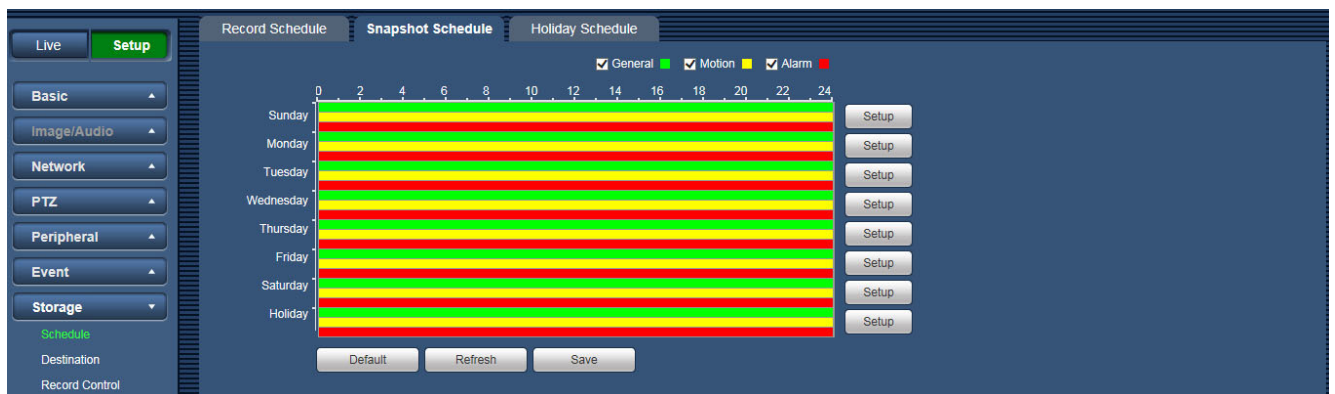 Live Setup
Record Schedule Snapshot Schedule Holiday Schedule
General Motion Alarm
Basic
Image/Audio
Network
PTZ
Peripheral
Event
Storage
Schedule
Destination
Record Control
0 2 4 6 8 10 12 14 16 18 20 22 24
Sunday Setup
Monday Setup
Tuesday Setup
Wednesday Setup
Thursday Setup
Friday Setup
Saturday Setup
Holiday Setup
Default Refresh Save